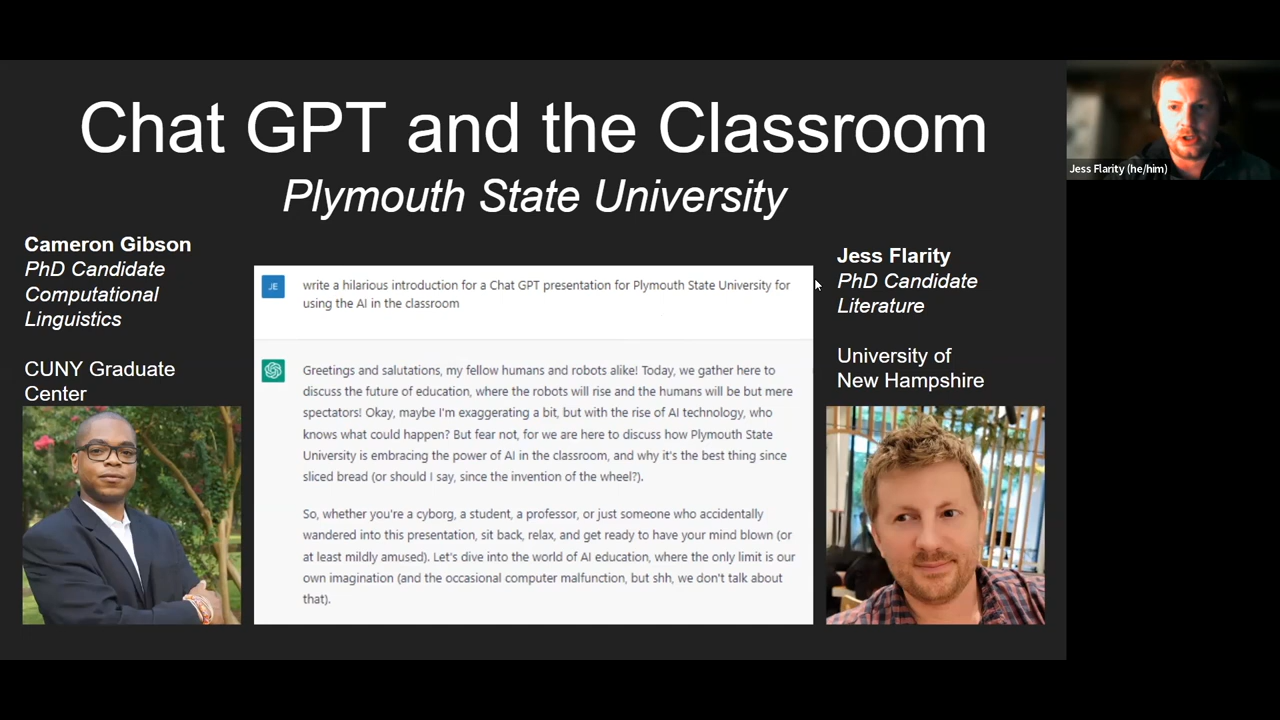 Chat GPT and the Classroom
Plymouth State University
Cameron Gibson
PhD Candidate
Computational
Linguistics
CUNY Graduate
Center
JE
write a hilarious introduction for a Chat GPT presentation for Plymouth State University for
using the AI in the classroom
Greetings and salutations, my fellow humans and robots alike! Today, we gather here to
discuss the future of education, where the robots will rise and the humans will be but mere
spectators! Okay, maybe I'm exaggerating a bit, but with the rise of AI technology, who
knows what could happen? But fear not, for we are here to discuss how Plymouth State
University is embracing the power of AI in the classroom, and why it's the best thing since
sliced bread (or should I say, since the invention of the wheel?).
So, whether you're a cyborg, a student, a professor, or just someone who accidentally
wandered into this presentation, sit back, relax, and get ready to have your mind blown (or
at least mildly amused). Let's dive into the world of AI education, where the only limit is our
own imagination (and the occasional computer malfunction, but shh, we don't talk about
that).
Jess Flarity
PhD Candidate
Literature
University of
New Hampshire
Jess Flarity (he/him)